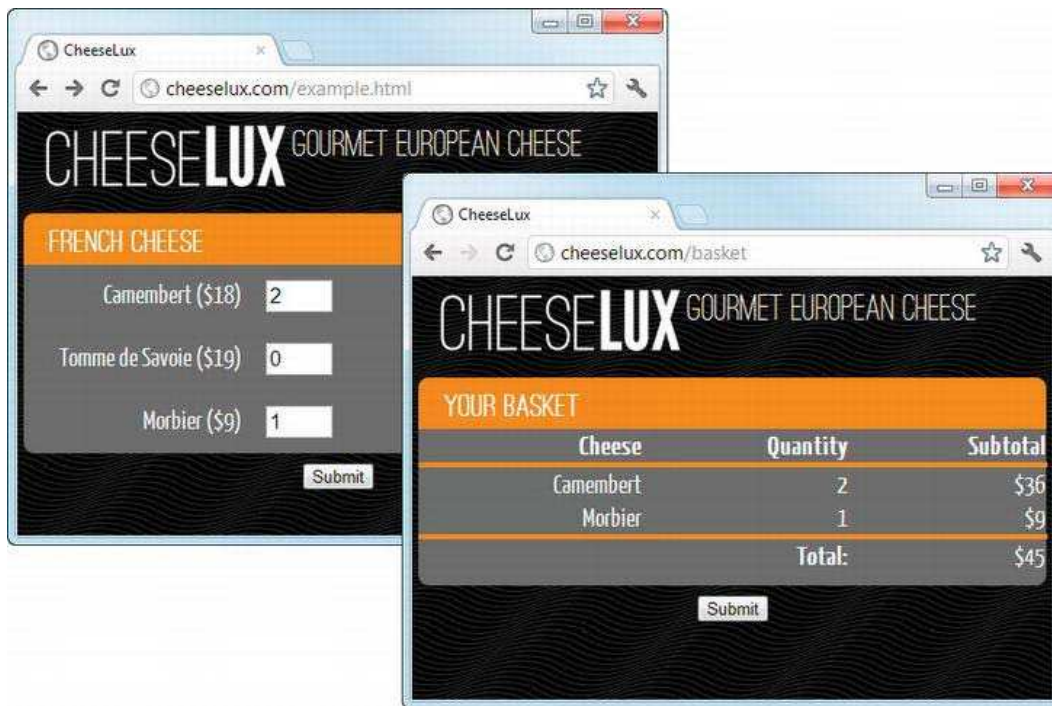 CheeseLux
cheeselux.com/example.html
CHEESELUX GOURMET EUROPEAN CHEESE
FRENCH CHEESE
Camembert ($18) 2
Tomme de Savoie ($19) 0
Morbier ($9) 1
Submit
CheeseLux
cheeselux.com/basket
CHEESELUX GOURMET EUROPEAN CHEESE
YOUR BASKET
Cheese Quantity Subtotal
Camembert 2 $36
Morbier 1 $9
Total: $45
Submit